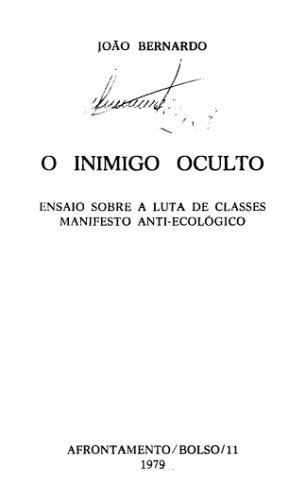 JOÃO BERNARDO
O INIMIGO OCULTO
ENSAIO SOBRE A LUTA DE CLASSES
MANIFESTO ANTI-ECOLÓGICO
AFRONTAMENTO/BOLSO/11
1979